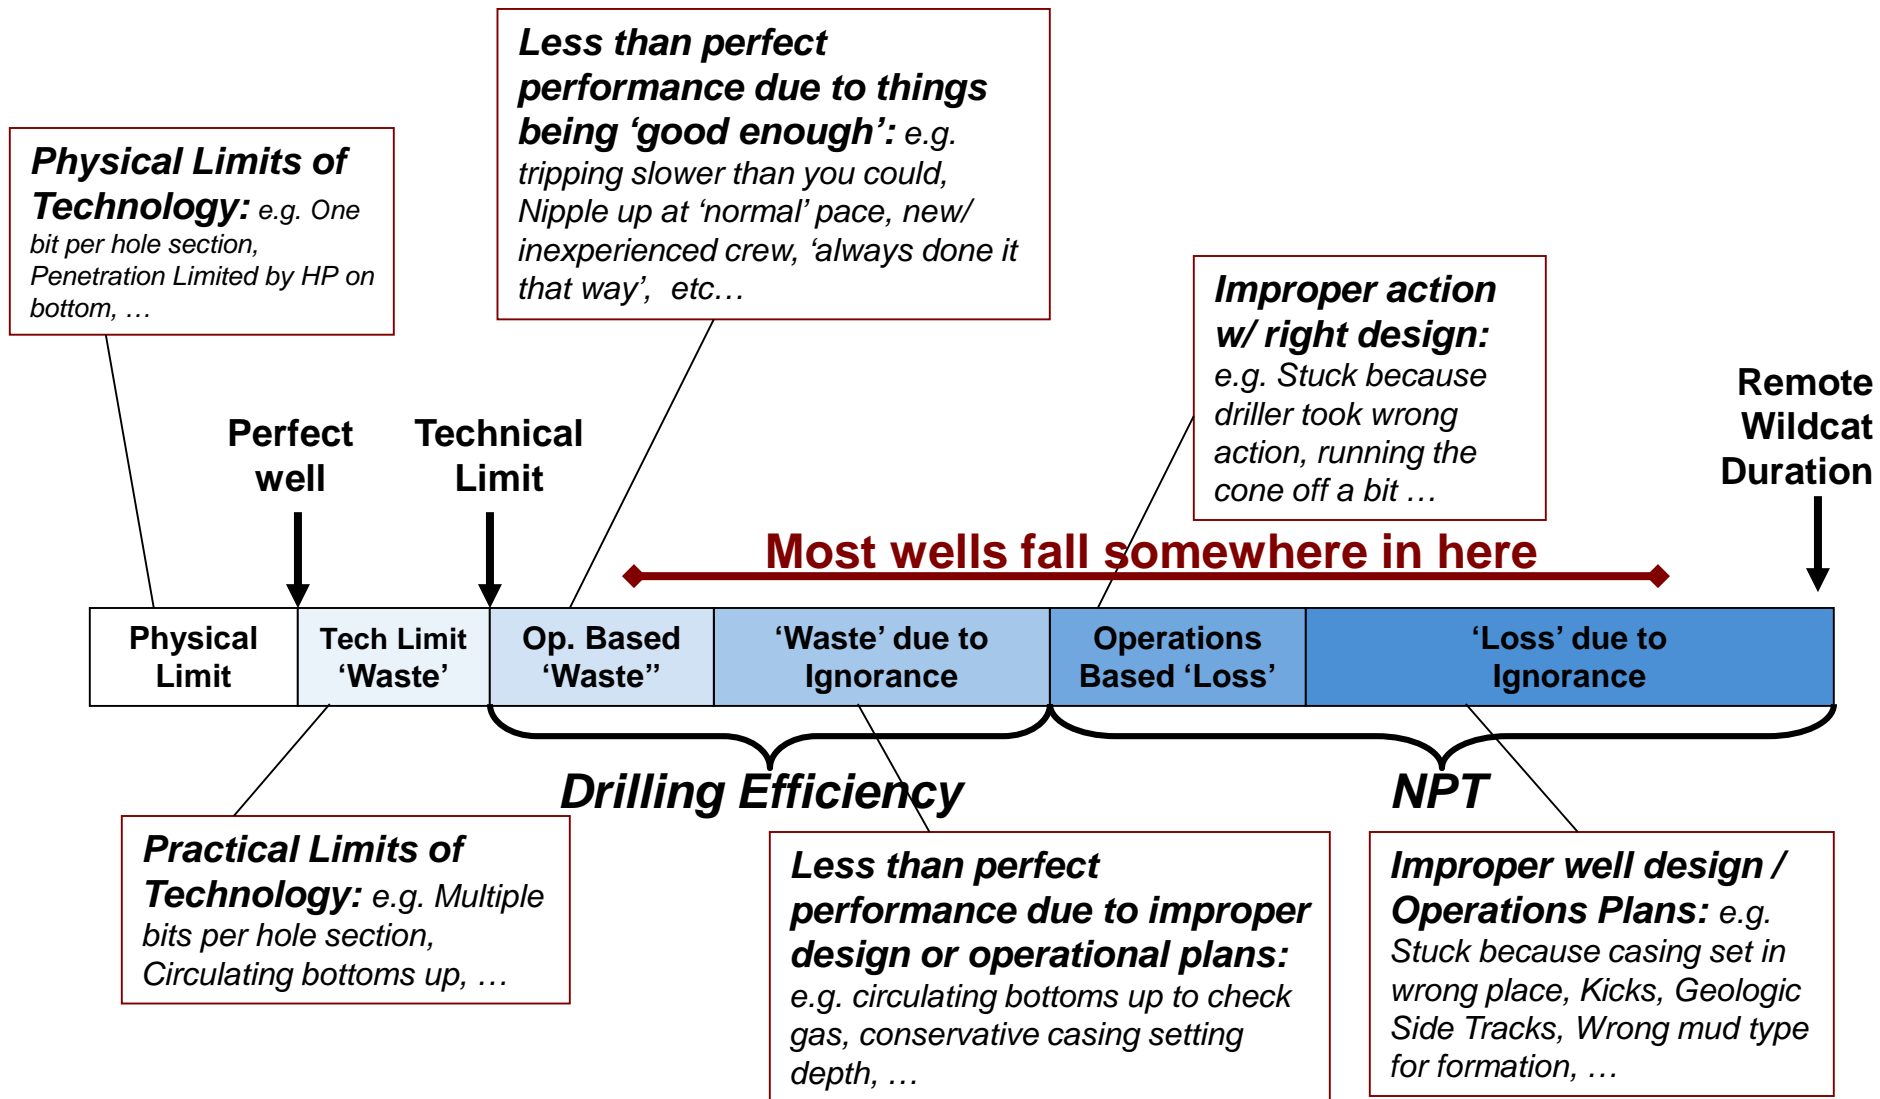 Less than perfect
performance due to things
being ‘good enough’: e.g.
tripping slower than you could,
Nipple up at ‘normal’ pace, new/
inexperienced crew, ‘always done it
that way’, etc…
Physical Limits of
Technology: e.g. One
bit per hole section,
Penetration Limited by HP on
bottom, …
Improper action
w/ right design:
e.g. Stuck because
driller took wrong
action, running the
cone off a bit …
Remote
Wildcat
Duration
Perfect
well
Technical
Limit
Most wells fall somewhere in here
Physical
Limit
Tech Limit
‘Waste’
Op. Based
‘Waste’’
‘Waste’ due to
Ignorance
Operations
Based ‘Loss’
‘Loss’ due to
Ignorance
Drilling Efficiency
NPT
Practical Limits of
Technology: e.g. Multiple
bits per hole section,
Circulating bottoms up, …
Less than perfect
performance due to improper
design or operational plans:
e.g. circulating bottoms up to check
gas, conservative casing setting
depth, …
Improper well design /
Operations Plans: e.g.
Stuck because casing set in
wrong place, Kicks, Geologic
Side Tracks, Wrong mud type
for formation, …